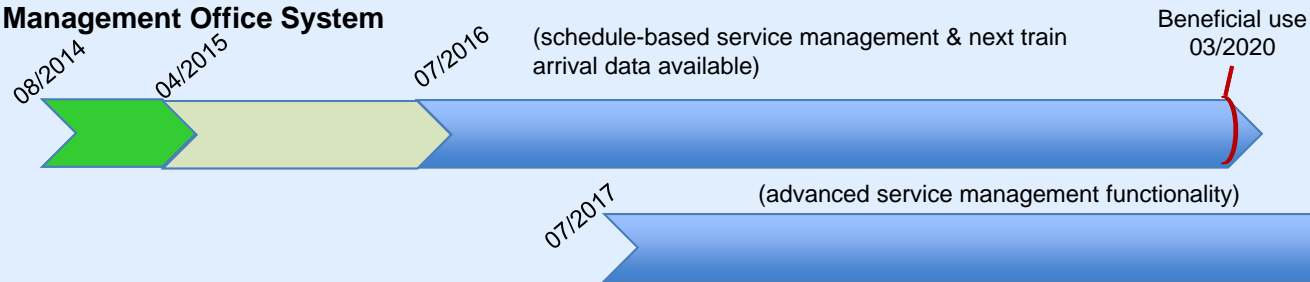 Management Office System
Beneficial use
03/2020
08/2014
04/2015
07/2016
(schedule-based service management & next train
arrival data available)
07/2017
(advanced service management functionality)